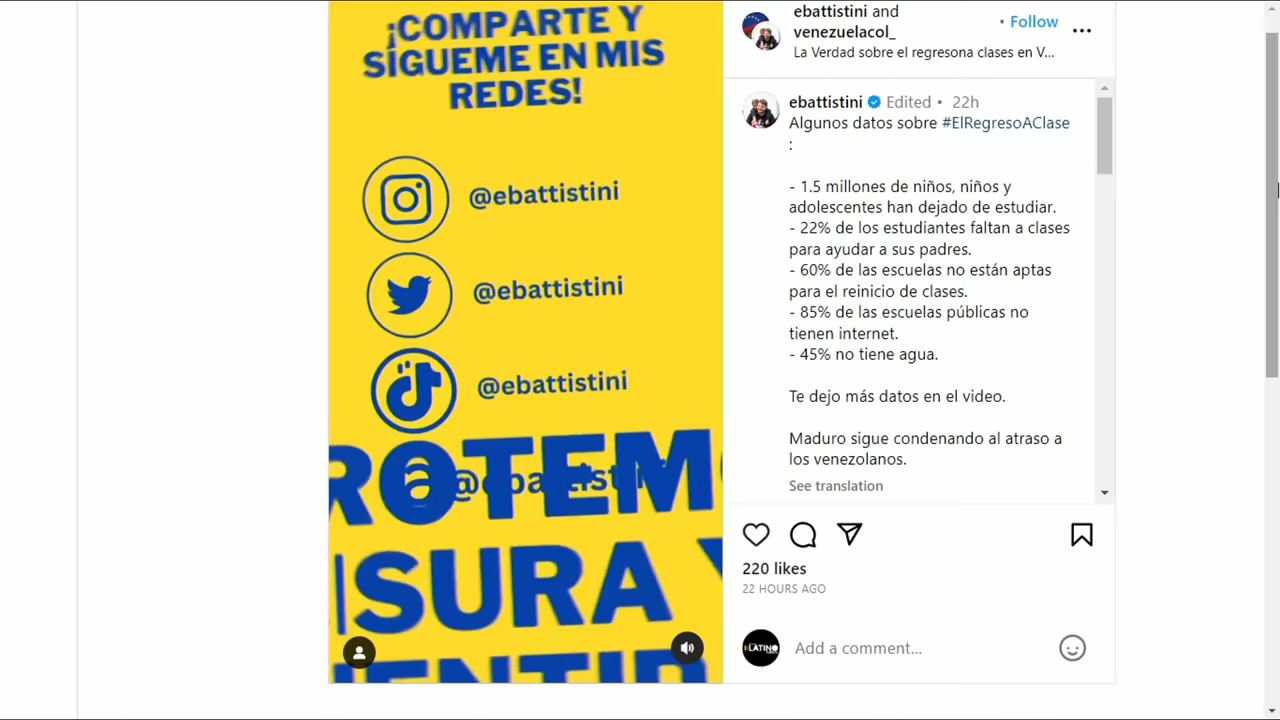 ¡COMPARTE Y
SÍGUEME EN MIS
REDES!
@ebattistini
@ebattistini
@ebattistini
ROTEM
SURA Y
ebattistini and
venezuelacol_
• Follow
La Verdad sobre el regresona clases en V...
ebattistini Edited • 22h
Algunos datos sobre #ElRegresoAClase
:
- 1.5 millones de niños, niños y
adolescentes han dejado de estudiar.
- 22% de los estudiantes faltan a clases
para ayudar a sus padres.
- 60% de las escuelas no están aptas
para el reinicio de clases.
- 85% de las escuelas públicas no
tienen internet.
- 45% no tiene agua.
Te dejo más datos en el video.
Maduro sigue condenando al atraso a
los venezolanos.
See translation
220 likes
22 HOURS AGO
LATINO
Add a comment...